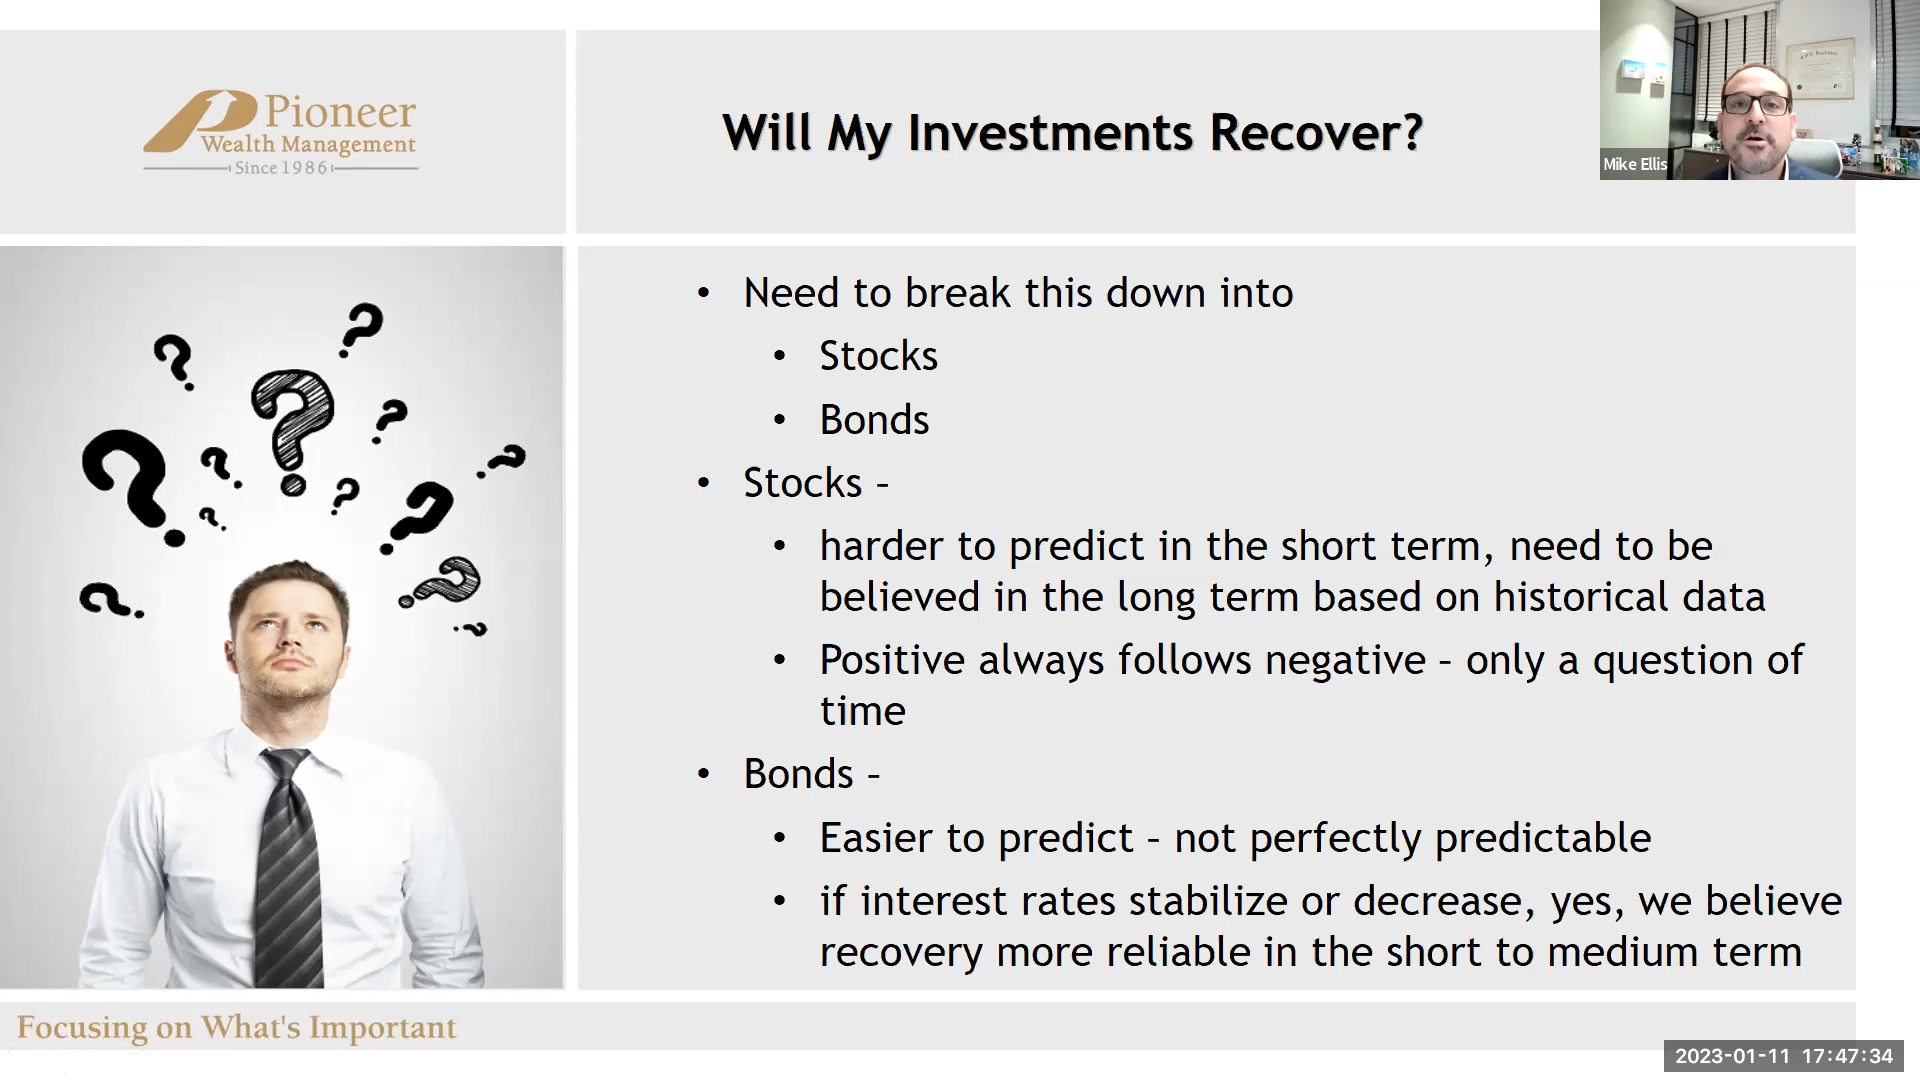 Pioneer
Wealth Management
Since 1986
Will My Investments Recover?
Mike Ellis
• Need to break this down into
• Stocks
• Bonds
• Stocks –
• harder to predict in the short term, need to be
believed in the long term based on historical data
• Positive always follows negative – only a question of
time
• Bonds –
• Easier to predict – not perfectly predictable
• if interest rates stabilize or decrease, yes, we believe
recovery more reliable in the short to medium term
? ? ? ? ? ? ? ? ? ? ? ?
Focusing on What's Important
2023-01-11 17:47:34